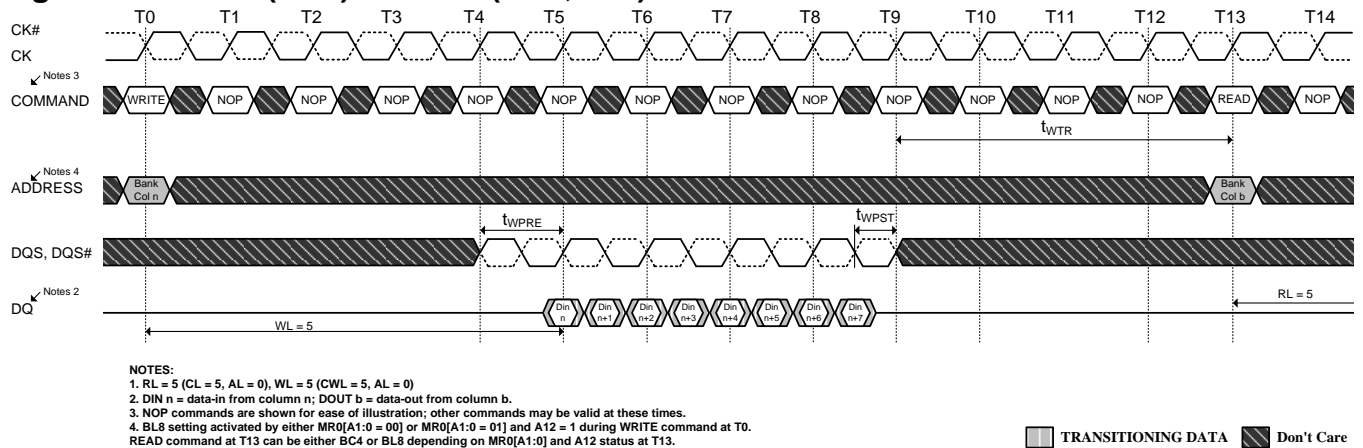 T0 T1 T2 T3 T4 T5 T6 T7 T8 T9 T10 T11 T12 T13 T14
CK#
CK
Notes 3
COMMAND WRITE NOP NOP NOP NOP NOP NOP NOP NOP NOP NOP NOP NOP READ NOP
tWTR
Notes 4
ADDRESS
Bank Col n
Bank Col b
tWPRE
tWPST
DQS, DQS#
Notes 2
DQ
Din n
Din n+1
Din n+2
Din n+3
Din n+4
Din n+5
Din n+6
Din n+7
WL = 5
RL = 5
NOTES:
1. RL = 5 (CL = 5, AL = 0), WL = 5 (CWL = 5, AL = 0)
2. DIN n = data-in from column n; DOUT b = data-out from column b.
3. NOP commands are shown for ease of illustration; other commands may be valid at these times.
4. BL8 setting activated by either MR0[A1:0 = 00] or MR0[A1:0 = 01] and A12 = 1 during WRITE command at T0.
READ command at T13 can be either BC4 or BL8 depending on MR0[A1:0] and A12 status at T13.
TRANSITIONING DATA
Don't Care